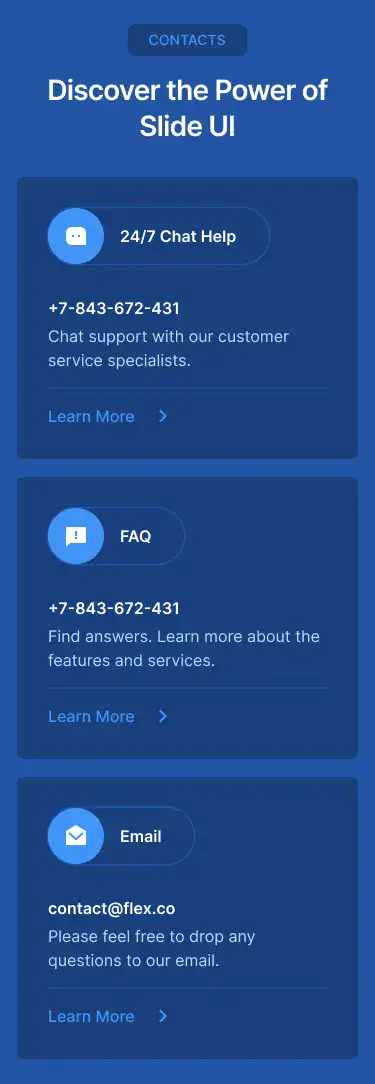 CONTACTS
Discover the Power of
Slide UI
24/7 Chat Help
+7-843-672-431
Chat support with our customer
service specialists.
Learn More
FAQ
+7-843-672-431
Find answers. Learn more about the
features and services.
Learn More
Email
contact@flex.co
Please feel free to drop any
questions to our email.
Learn More